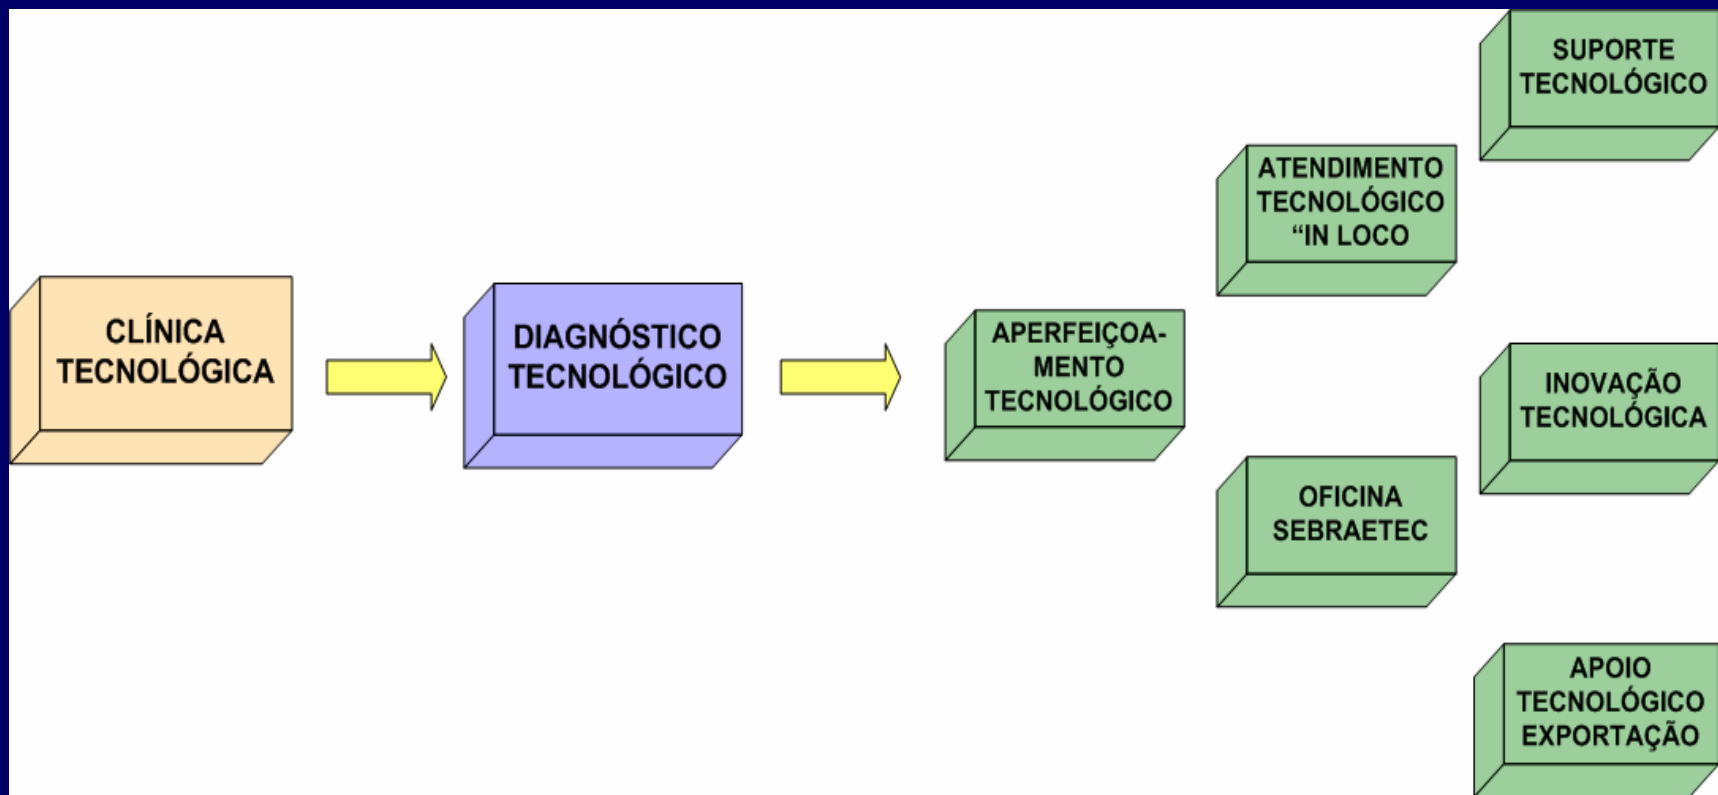 CLÍNICA
TECNOLÓGICA
DIAGNÓSTICO
TECNOLÓGICO
APERFEIÇOA-
MENTO
TECNOLÓGICO
ATENDIMENTO
TECNOLÓGICO
“IN LOCO
OFICINA
SEBRAETEC
SUPORTE
TECNOLÓGICO
INOVAÇÃO
TECNOLÓGICA
APOIO
TECNOLÓGICO
EXPORTAÇÃO